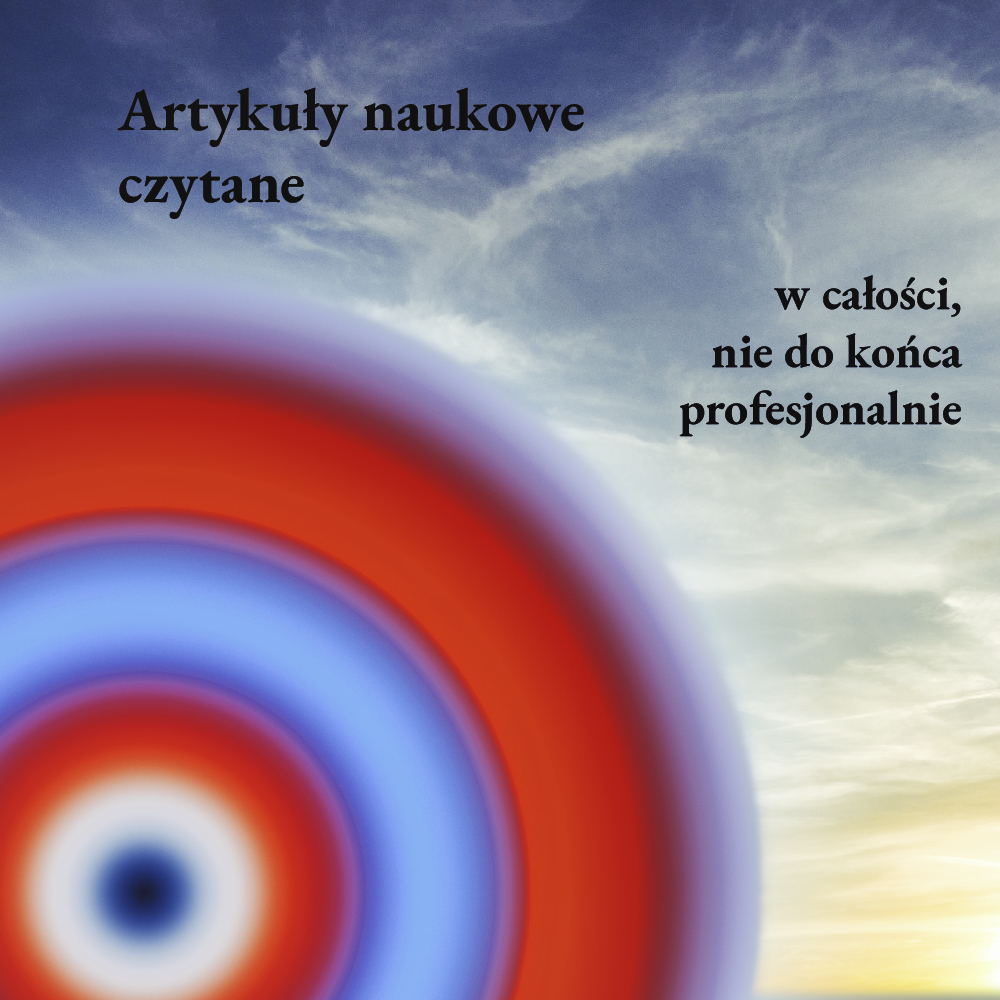 Artykuły naukowe
czytane
w całości,
nie do końca
profesjonalnie